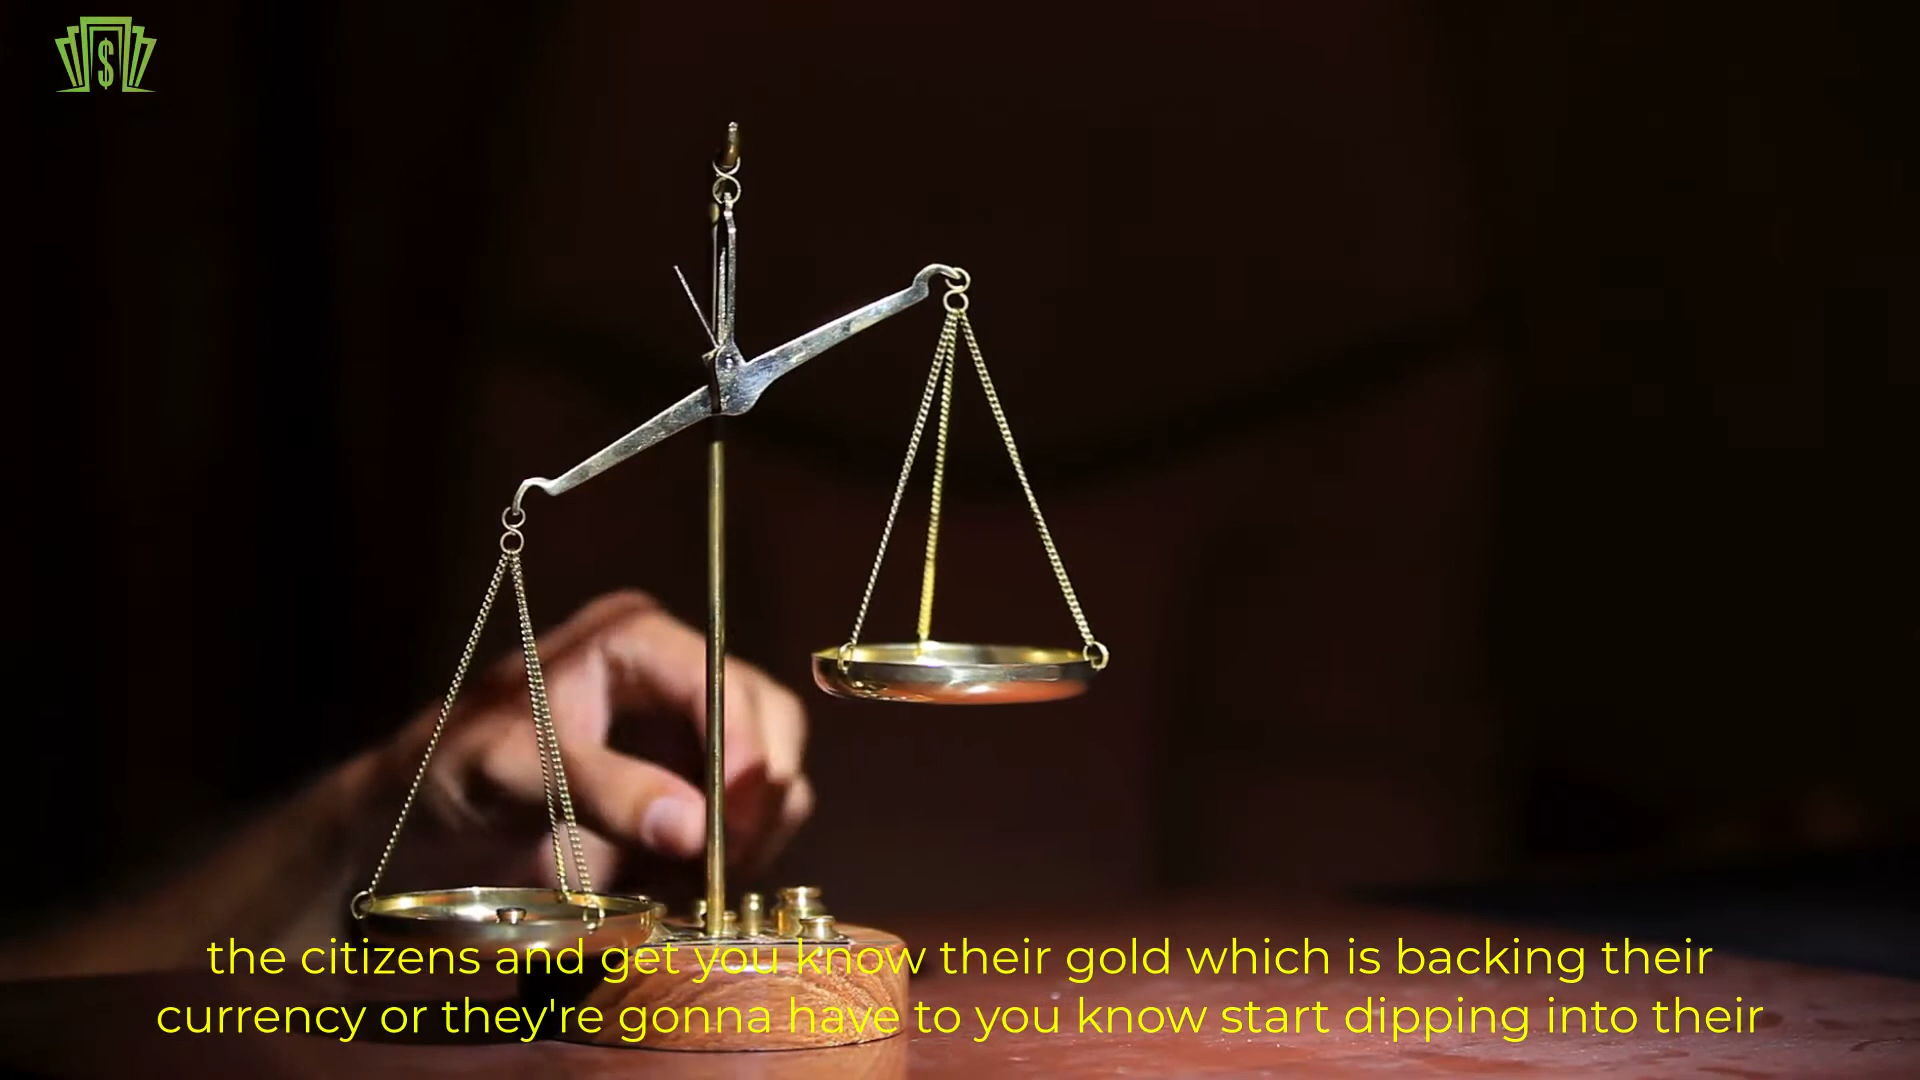 $
the citizens and get you know their gold which is backing their
currency or they're gonna have to you know start dipping into their